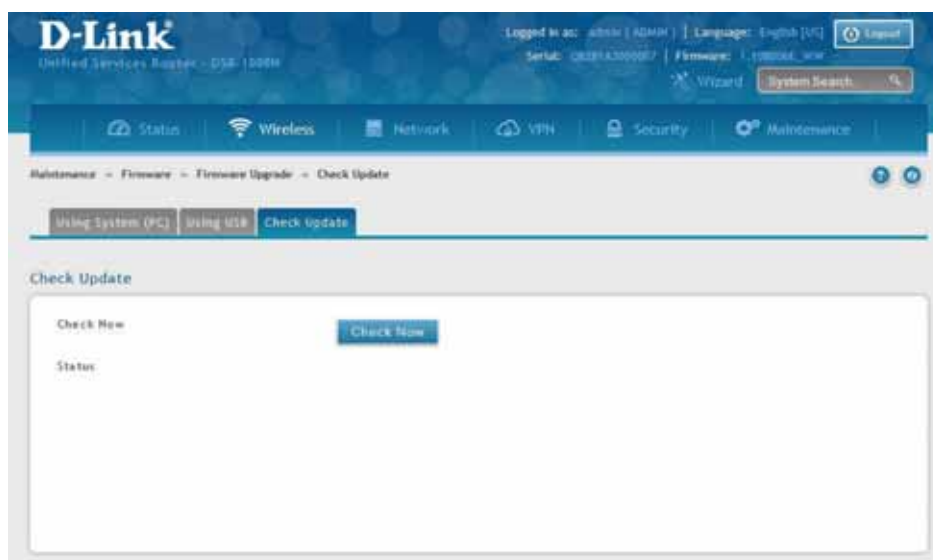 D-Link
Logged in as: admin ( ADMIN ) | Language: English [US]
Logout
Unified Services Router - DSR-1000N
Serial: | Firmware:
Wizard
System Search
Status
Wireless
Network
VPN
Security
Maintenance
Maintenance » Firmware » Firmware Upgrade » Check Update
Using System (PC)
Using USB
Check Update
Check Update
Check Now
Check Now
Status